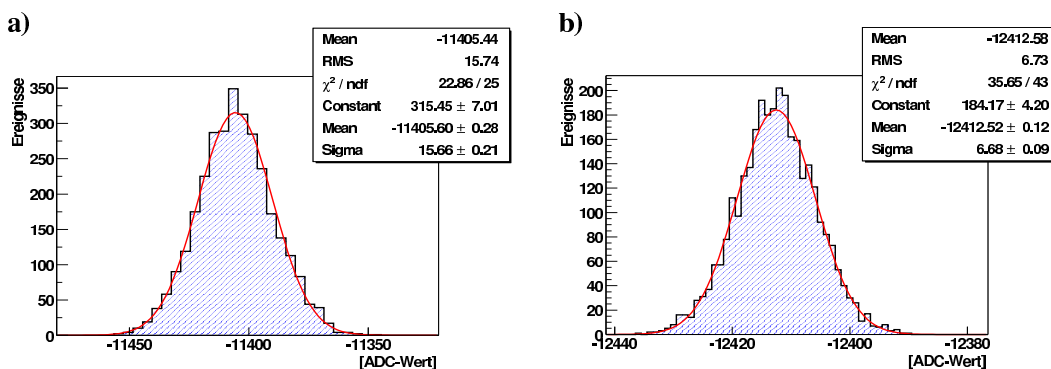 a)
Mean -11405.44
RMS 15.74
χ² / ndf 22.86 / 25
Constant 315.45 ± 7.01
Mean -11405.60 ± 0.28
Sigma 15.66 ± 0.21
Ereignisse
350
300
250
200
150
100
50
0
-11450 -11400 -11350
[ADC-Wert]
b)
Mean -12412.58
RMS 6.73
χ² / ndf 35.65 / 43
Constant 184.17 ± 4.20
Mean -12412.52 ± 0.12
Sigma 6.68 ± 0.09
Ereignisse
200
180
160
140
120
100
80
60
40
20
0
-12440 -12420 -12400 -12380
[ADC-Wert]